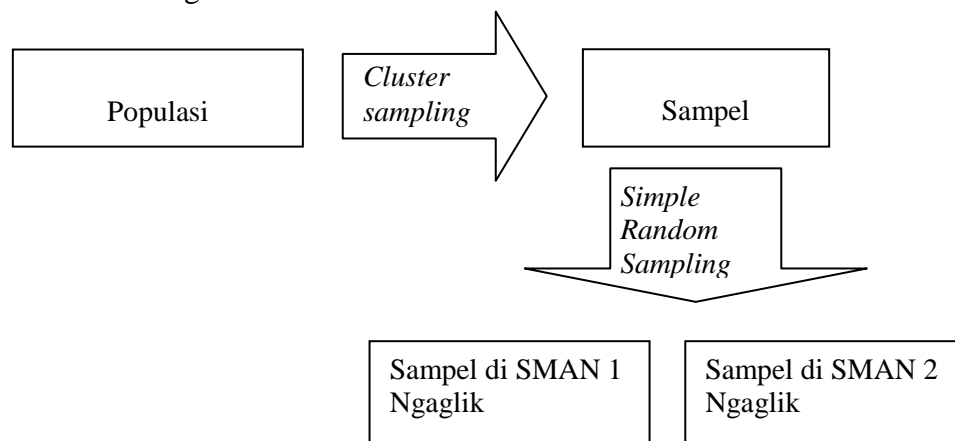 Populasi
Cluster
sampling
Sampel
Simple
Random
Sampling
Sampel di SMAN 1
Ngaglik
Sampel di SMAN 2
Ngaglik